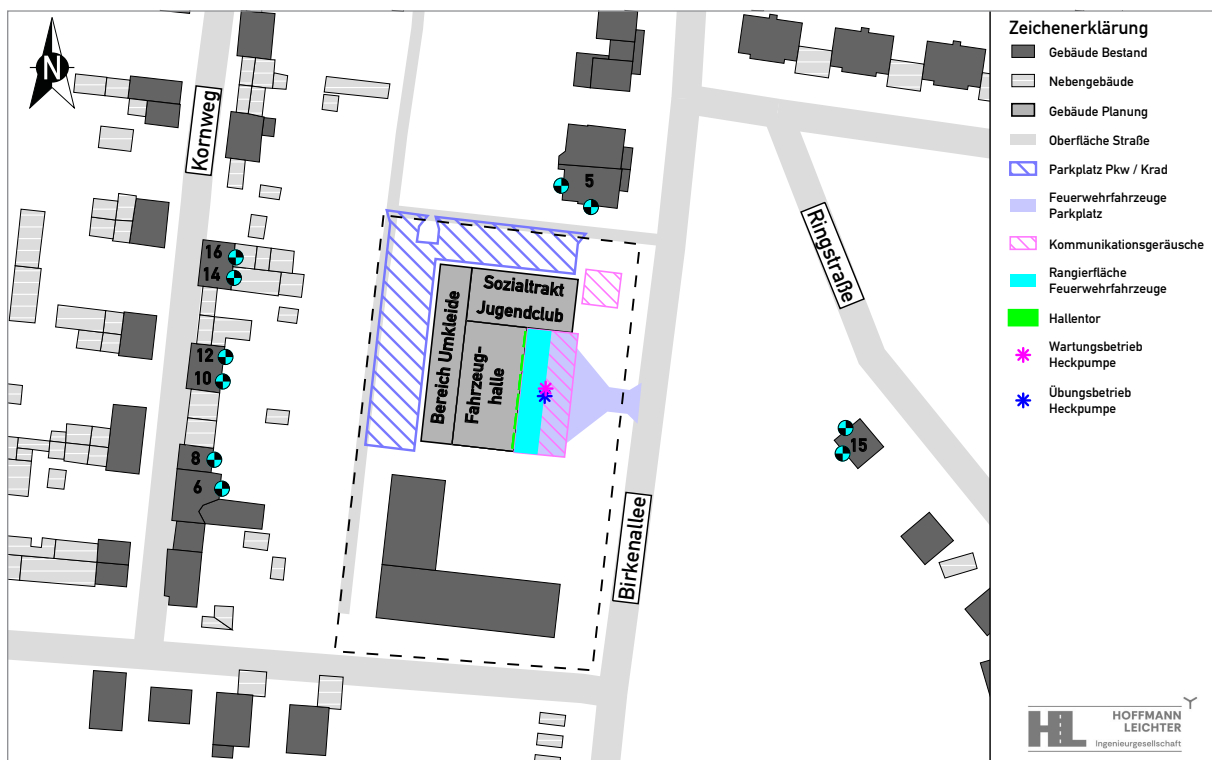 N
Kornweg
5
16
14
12
10
8
6
Sozialtrakt
Jugendclub
Bereich Umkleide
Fahrzeug-
halle
Birkenallee
Ringstraße
15
Zeichenerklärung
Gebäude Bestand
Nebengebäude
Gebäude Planung
Oberfläche Straße
Parkplatz Pkw / Krad
Feuerwehrfahrzeuge
Parkplatz
Kommunikationsgeräusche
Rangierfläche
Feuerwehrfahrzeuge
Hallentor
Wartungsbetrieb
Heckpumpe
Übungsbetrieb
Heckpumpe
HL
HOFFMANN
LEICHTER
Ingenieurgesellschaft